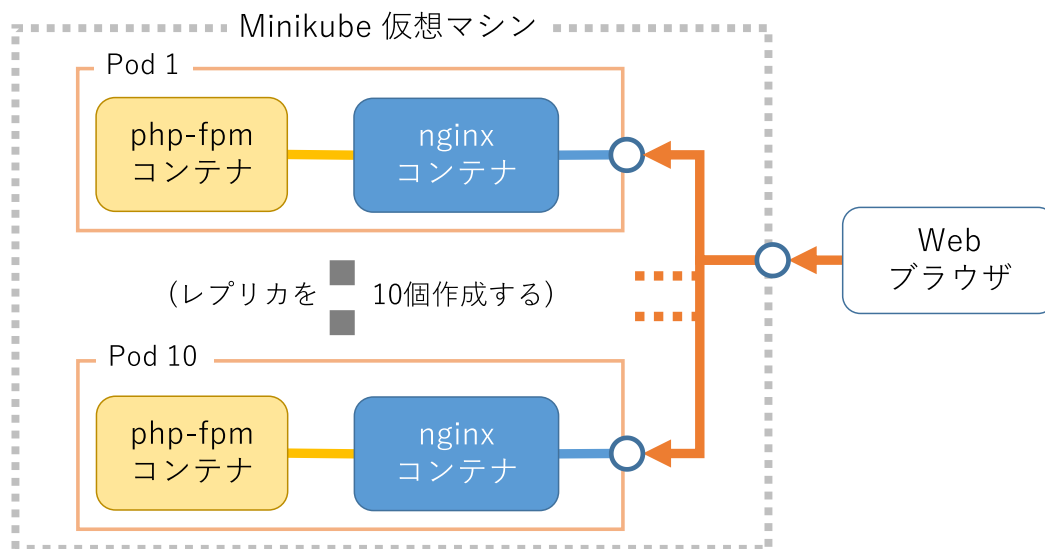 Minikube 仮想マシン
Pod 1
php-fpm
コンテナ
nginx
コンテナ
Web
ブラウザ
(レプリカを 10個作成する)
Pod 10
php-fpm
コンテナ
nginx
コンテナ